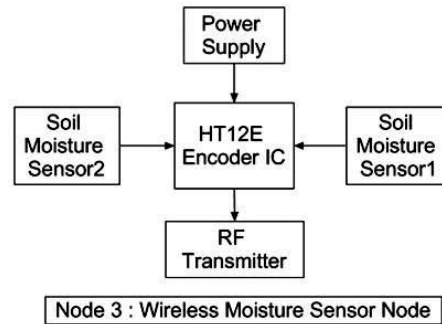 Power
Supply
Soil
Moisture
Sensor2
HT12E
Encoder IC
Soil
Moisture
Sensor1
RF
Transmitter
Node 3 : Wireless Moisture Sensor Node